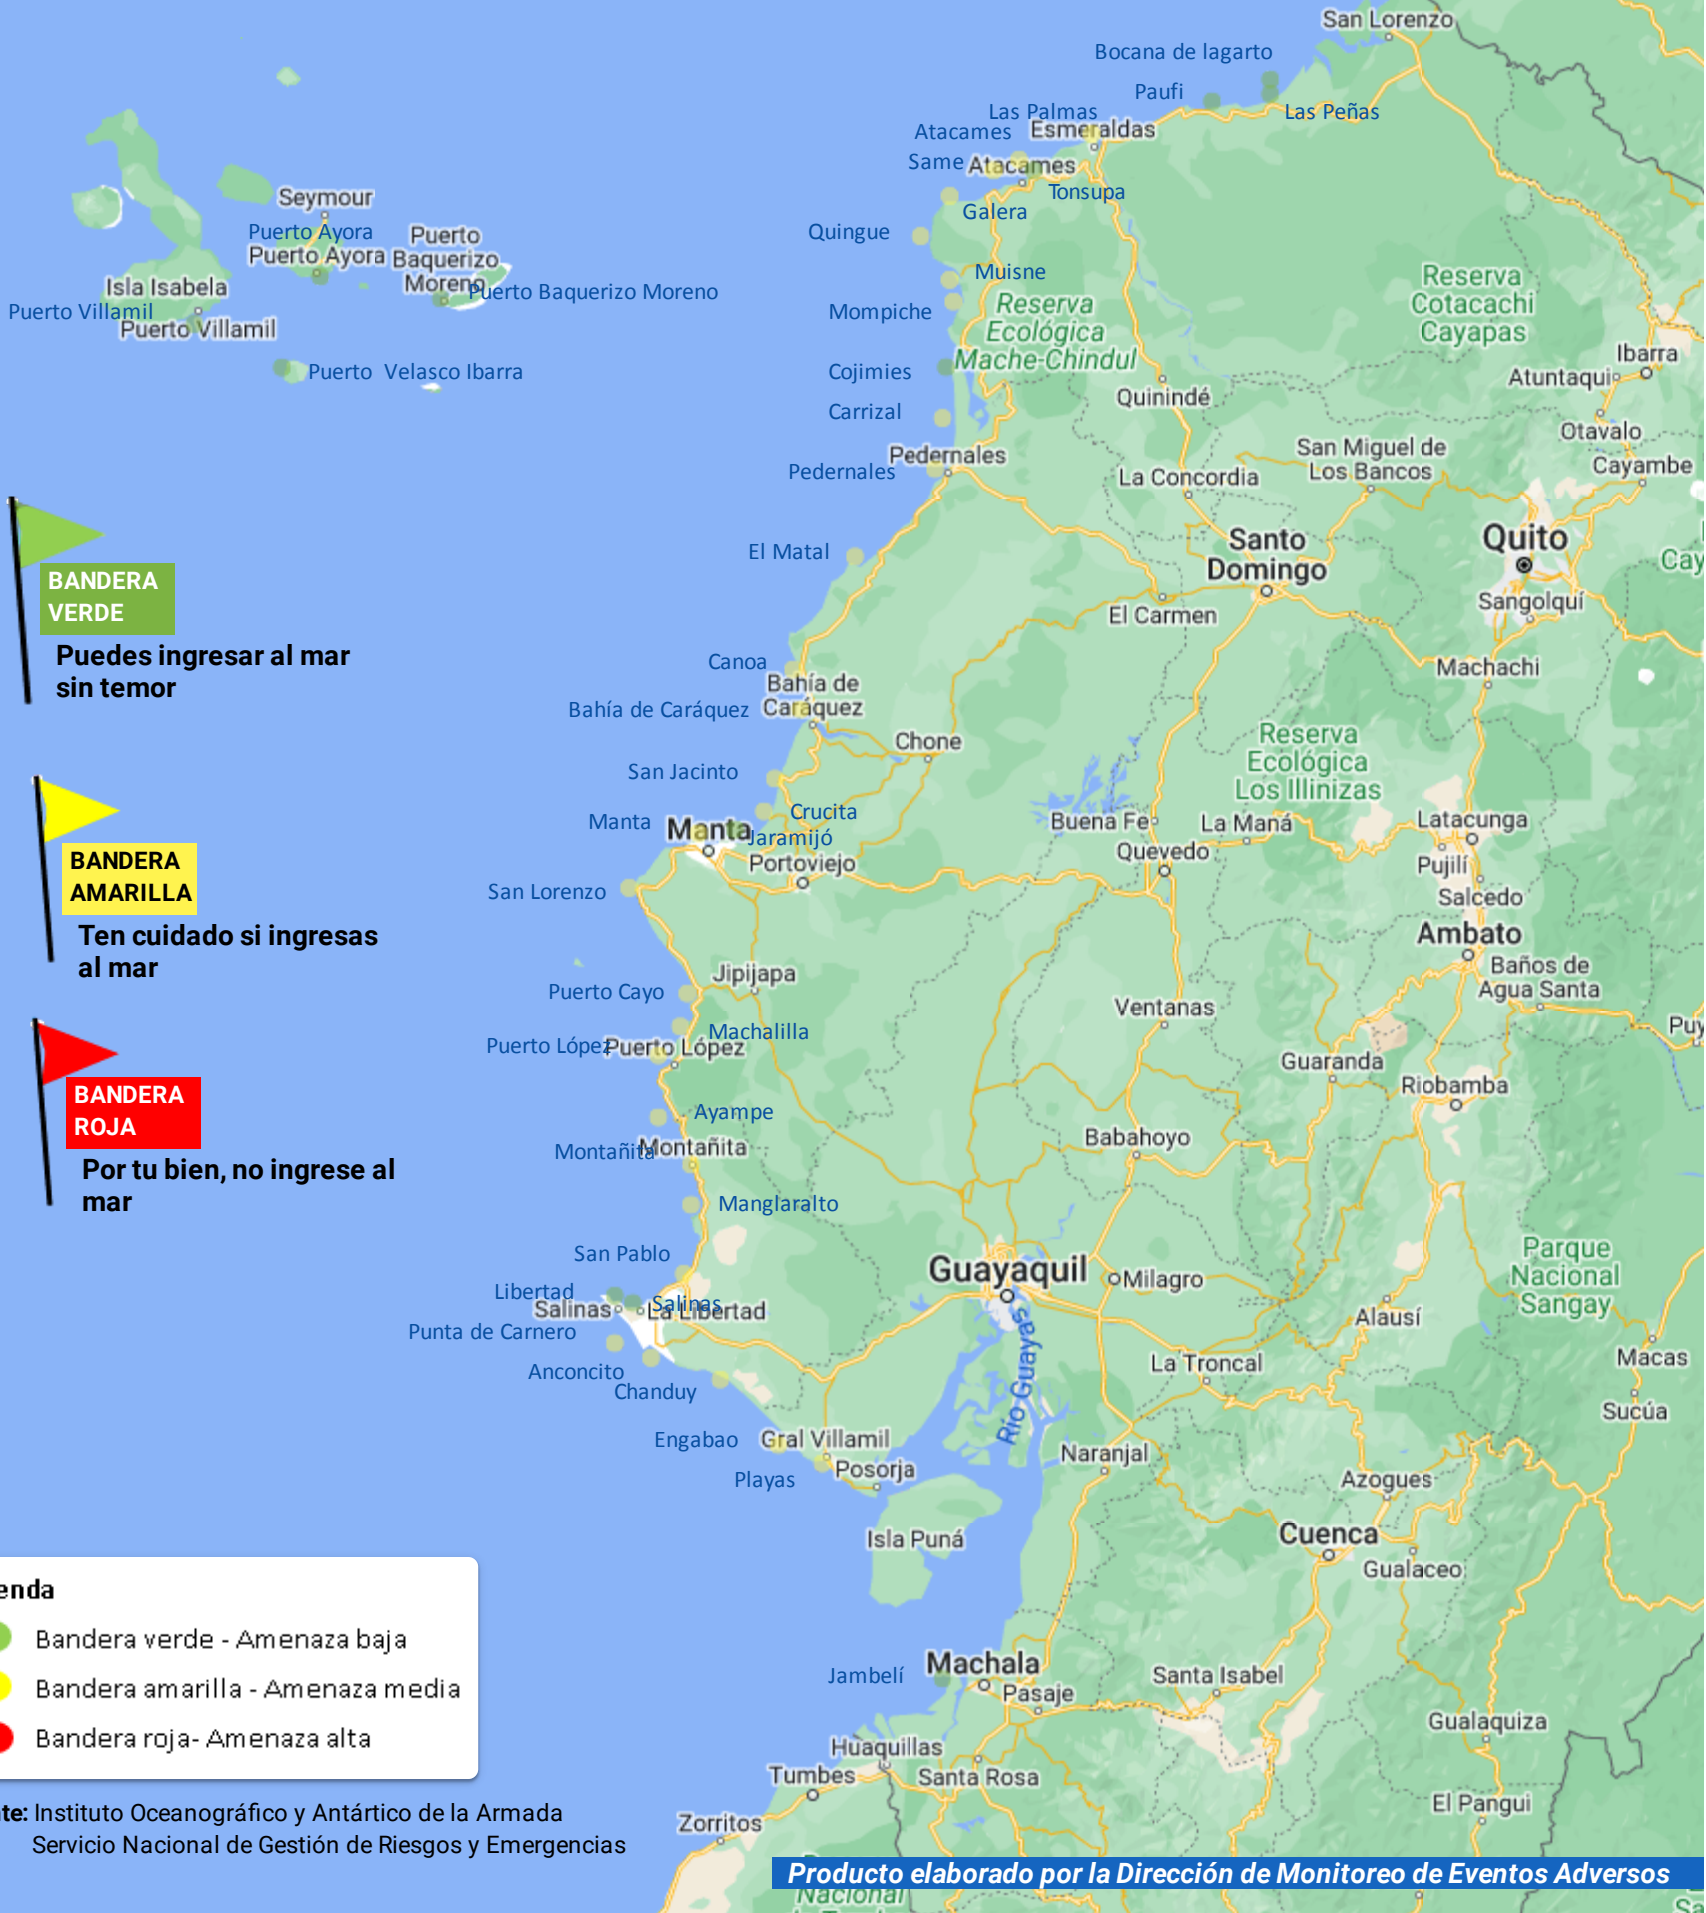 San Lorenzo
Bocana de lagarto
Paufi
Las Palmas
Las Peñas
Atacames
Esmeraldas
Same
Atacames
Tonsupa
Galera
Quingue
Muisne
Mompiche
Reserva
Ecológica
Mache-Chindul
Cojimies
Carrizal
Pedernales
Pedernales
El Matal
Canoa
Bahía de
Caráquez
Bahía de Caráquez
Chone
San Jacinto
Crucita
Manta
Manta
Jaramijó
Portoviejo
San Lorenzo
Jipijapa
Puerto Cayo
Machalilla
Puerto López
Puerto López
Ayampe
Montañita
Montañita
Manglaralto
San Pablo
Libertad
Salinas
Salinas
La Libertad
Punta de Carnero
Anconcito
Chanduy
Engabao
Gral Villamil
Playas
Posorja
Isla Puná
Jambelí
Machala
Pasaje
Huaquillas
Tumbes
Santa Rosa
Zorritos
Seymour
Puerto Ayora
Puerto Ayora
Puerto
Baquerizo
Moreno
Puerto Baquerizo Moreno
Isla Isabela
Puerto Villamil
Puerto Villamil
Puerto Velasco Ibarra
Reserva
Cotacachi
Cayapas
Ibarra
Atuntaqui
Quinindé
Otavalo
San Miguel de
Los Bancos
Cayambe
La Concordia
Santo
Domingo
Quito
Cay
El Carmen
Sangolquí
Machachi
Reserva
Ecológica
Los Illinizas
Buena Fe
La Maná
Latacunga
Quevedo
Pujilí
Salcedo
Ambato
Baños de
Agua Santa
Ventanas
Puy
Guaranda
Riobamba
Babahoyo
Guayaquil
Milagro
Parque
Nacional
Sangay
Río Guayas
Alausí
La Troncal
Macas
Sucúa
Naranjal
Azogues
Cuenca
Gualaceo
Santa Isabel
Gualaquiza
El Pangui
Nacional
BANDERA
VERDE
Puedes ingresar al mar
sin temor
BANDERA
AMARILLA
Ten cuidado si ingresas
al mar
BANDERA
ROJA
Por tu bien, no ingrese al
mar
enda
Bandera verde - Amenaza baja
Bandera amarilla - Amenaza media
Bandera roja- Amenaza alta
te: Instituto Oceanográfico y Antártico de la Armada
Servicio Nacional de Gestión de Riesgos y Emergencias
Producto elaborado por la Dirección de Monitoreo de Eventos Adversos